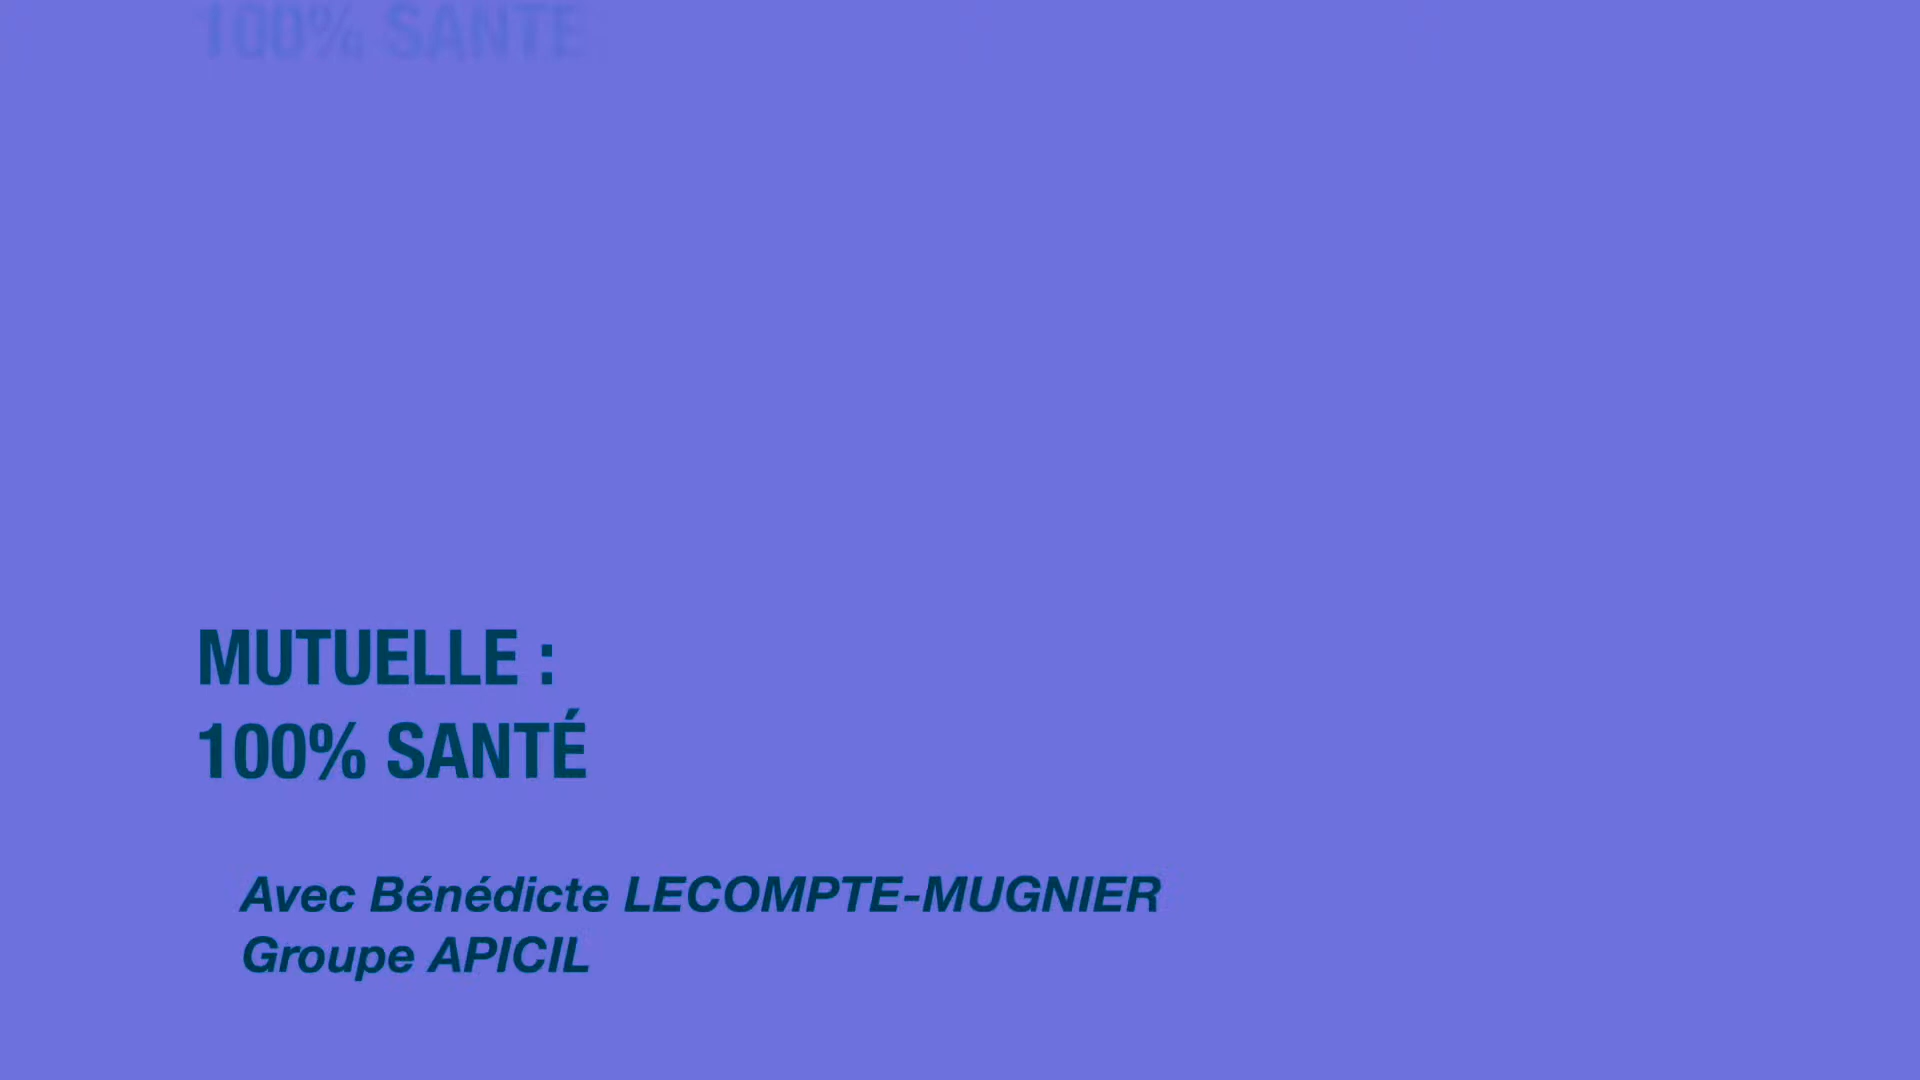 100% SANTÉ
MUTUELLE :
100% SANTÉ
Avec Bénédicte LECOMPTE-MUGNIER
Groupe APICIL